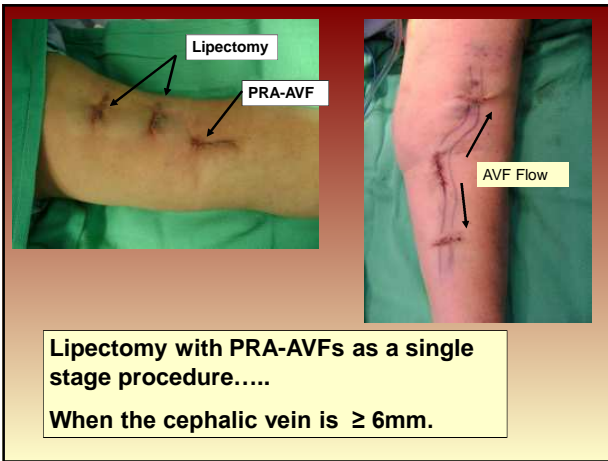 Lipectomy
PRA-AVF
AVF Flow
Lipectomy with PRA-AVFs as a single
stage procedure…..
When the cephalic vein is ≥ 6mm.